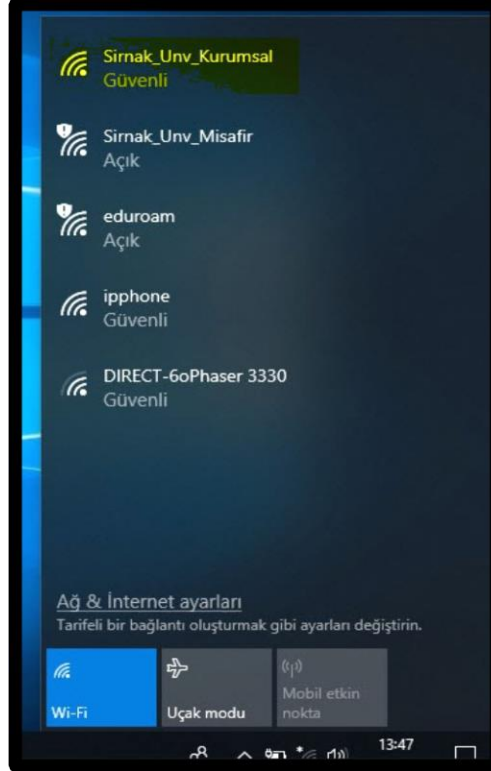 Sirnak_Unv_Kurumsal
Güvenli
Sirnak_Unv_Misafir
Açık
eduroam
Açık
ipphone
Güvenli
DIRECT-6oPhaser 3330
Güvenli
Ağ & İnternet ayarları
Tarifeli bir bağlantı oluşturmak gibi ayarları değiştirin.
Wi-Fi
Uçak modu
Mobil etkin
nokta
13:47